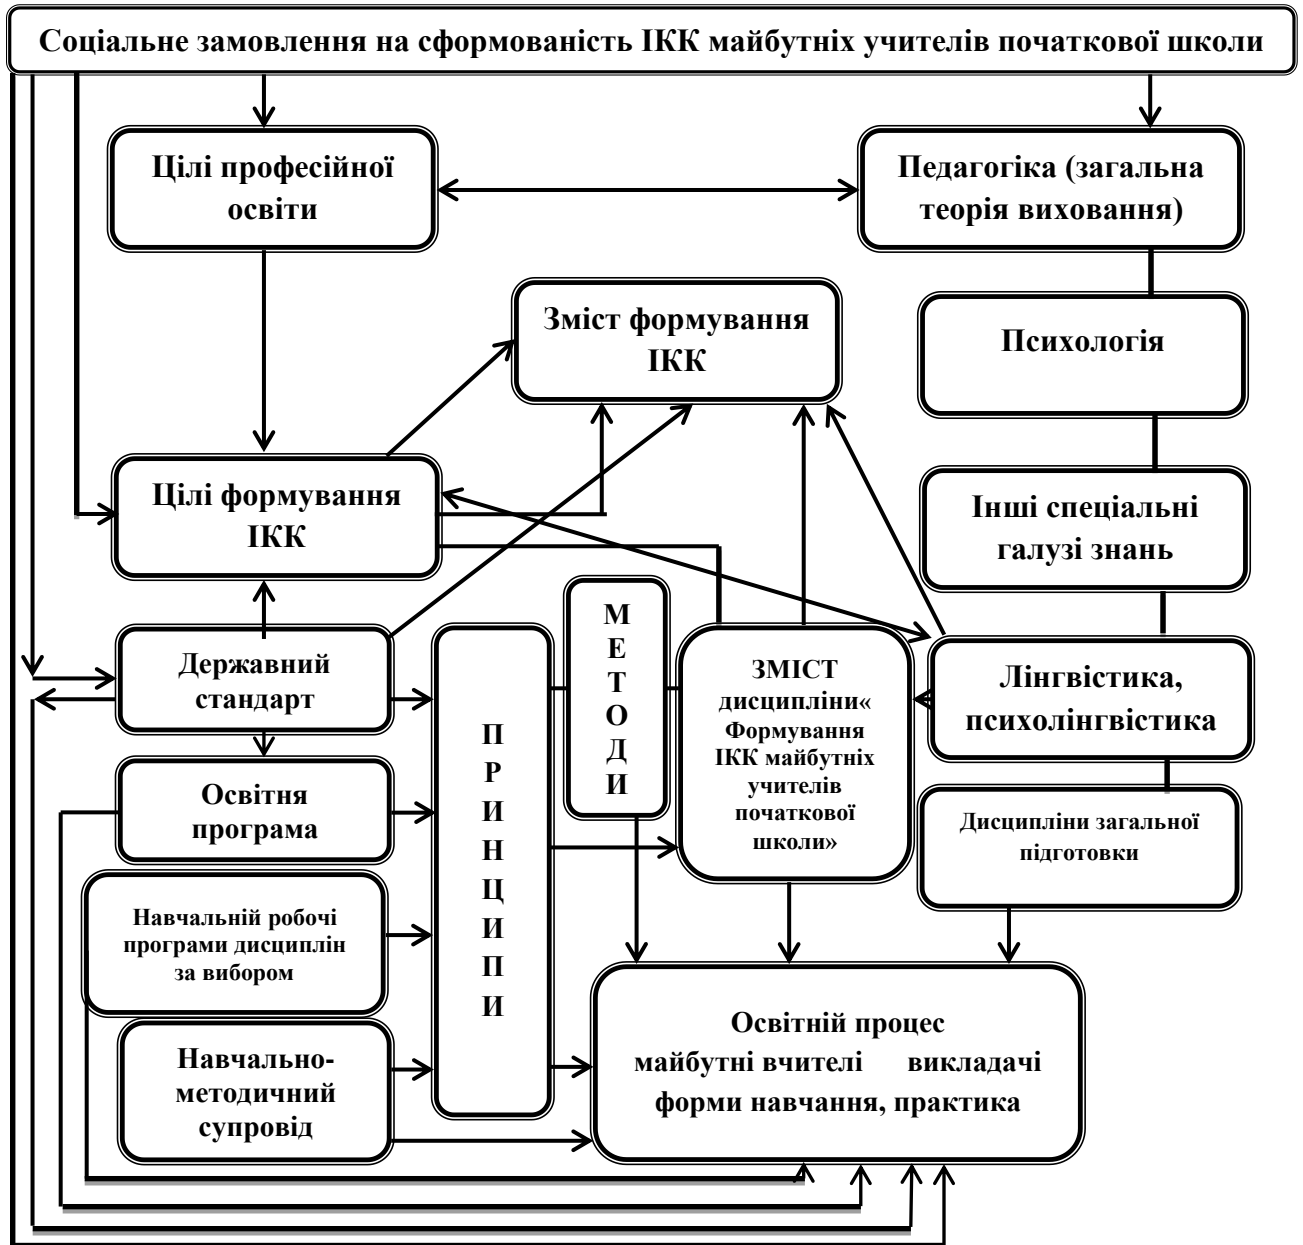 Соціальне замовлення на сформованість ІКК майбутніх учителів початкової школи
Цілі професійної
освіти
Педагогіка (загальна
теорія виховання)
Зміст формування
ІКК
Психологія
Цілі формування
ІКК
Інші спеціальні
галузі знань
Державний
стандарт
П
Р
И
Н
Ц
И
П
И
М
Е
Т
О
Д
И
ЗМІСТ
дисципліни«
Формування
ІКК майбутніх
учителів
початкової
школи»
Лінгвістика,
психолінгвістика
Освітня
програма
Дисципліни загальної
підготовки
Навчальній робочі
програми дисциплін
за вибором
Навчально-
методичний
супровід
Освітній процес
майбутні вчителі викладачі
форми навчання, практика